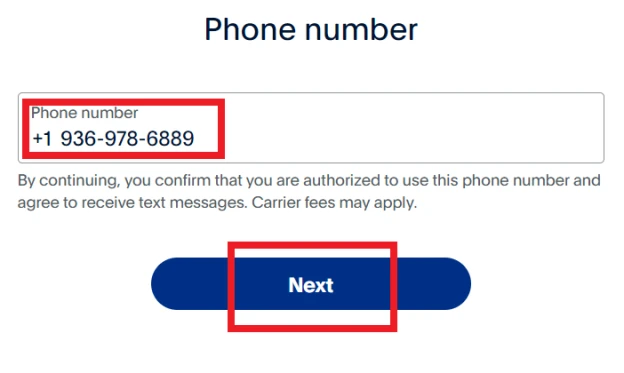 Phone number
Phone number
+1 936-978-6889
By continuing, you confirm that you are authorized to use this phone number and
agree to receive text messages. Carrier fees may apply.
Next